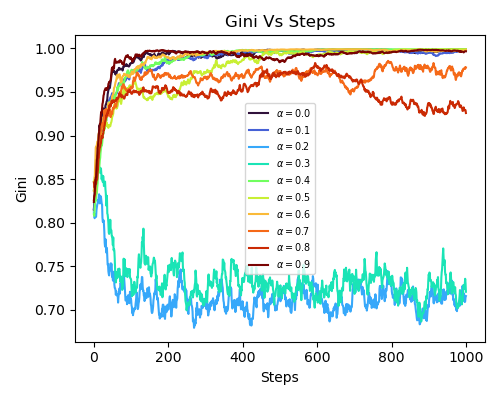 Gini Vs Steps
Gini
1.00
0.95
0.90
0.85
0.80
0.75
0.70
α = 0.0
α = 0.1
α = 0.2
α = 0.3
α = 0.4
α = 0.5
α = 0.6
α = 0.7
α = 0.8
α = 0.9
0
200
400
600
800
1000
Steps